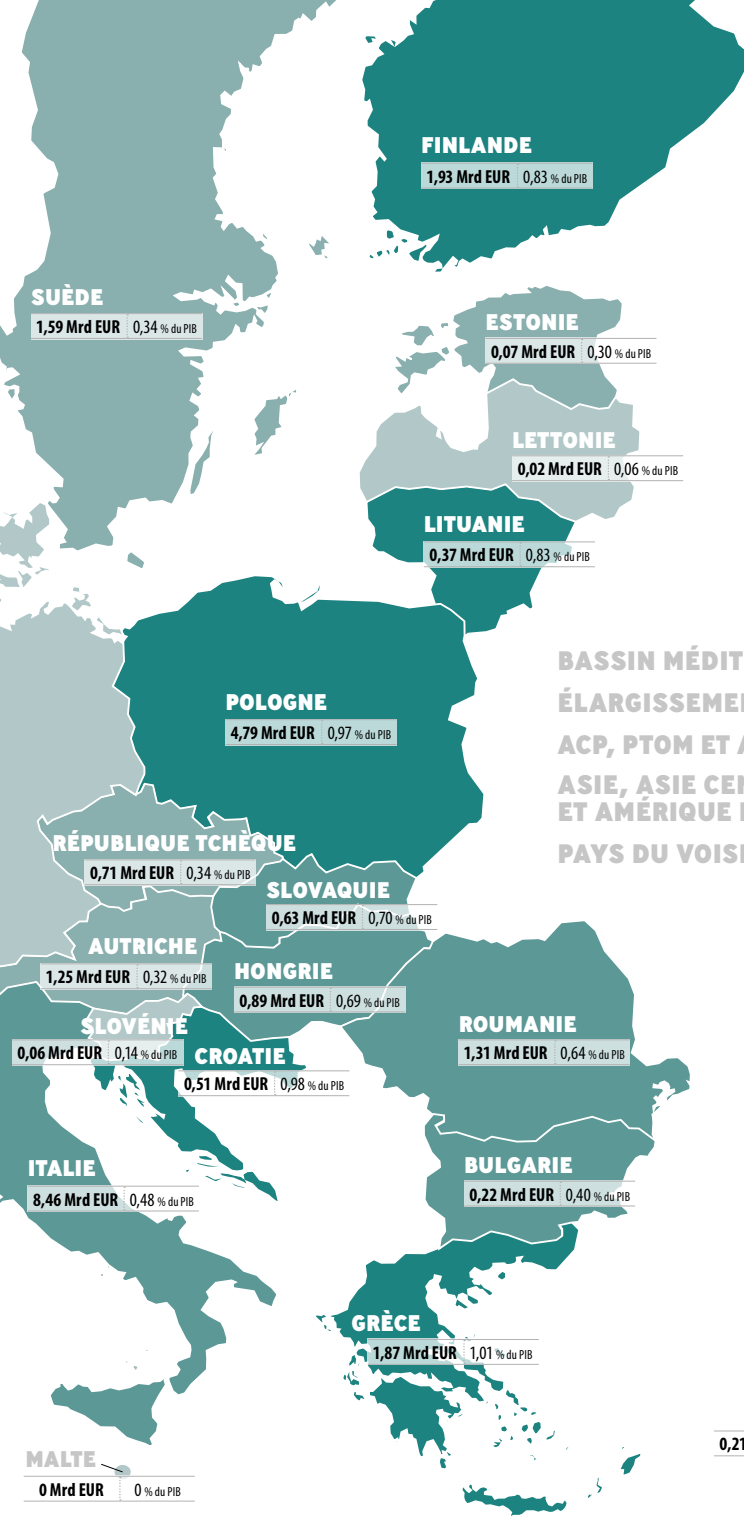 FINLANDE
1,93 Mrd EUR 0,83 % du PIB
SUÈDE
1,59 Mrd EUR 0,34 % du PIB
ESTONIE
0,07 Mrd EUR 0,30 % du PIB
LETTONIE
0,02 Mrd EUR 0,06 % du PIB
LITUANIE
0,37 Mrd EUR 0,83 % du PIB
BASSIN MÉDIT
ÉLARGISSEME
ACP, PTOM ET A
ASIE, ASIE CEN
ET AMÉRIQUE
PAYS DU VOISI
POLOGNE
4,79 Mrd EUR 0,97 % du PIB
RÉPUBLIQUE TCHÈQUE
0,71 Mrd EUR 0,34 % du PIB
SLOVAQUIE
0,63 Mrd EUR 0,70 % du PIB
AUTRICHE
1,25 Mrd EUR 0,32 % du PIB
HONGRIE
0,89 Mrd EUR 0,69 % du PIB
SLOVÉNIE
0,06 Mrd EUR 0,14 % du PIB
CROATIE
0,51 Mrd EUR 0,98 % du PIB
ROUMANIE
1,31 Mrd EUR 0,64 % du PIB
ITALIE
8,46 Mrd EUR 0,48 % du PIB
BULGARIE
0,22 Mrd EUR 0,40 % du PIB
GRÈCE
1,87 Mrd EUR 1,01 % du PIB
0,21
MALTE
0 Mrd EUR 0 % du PIB